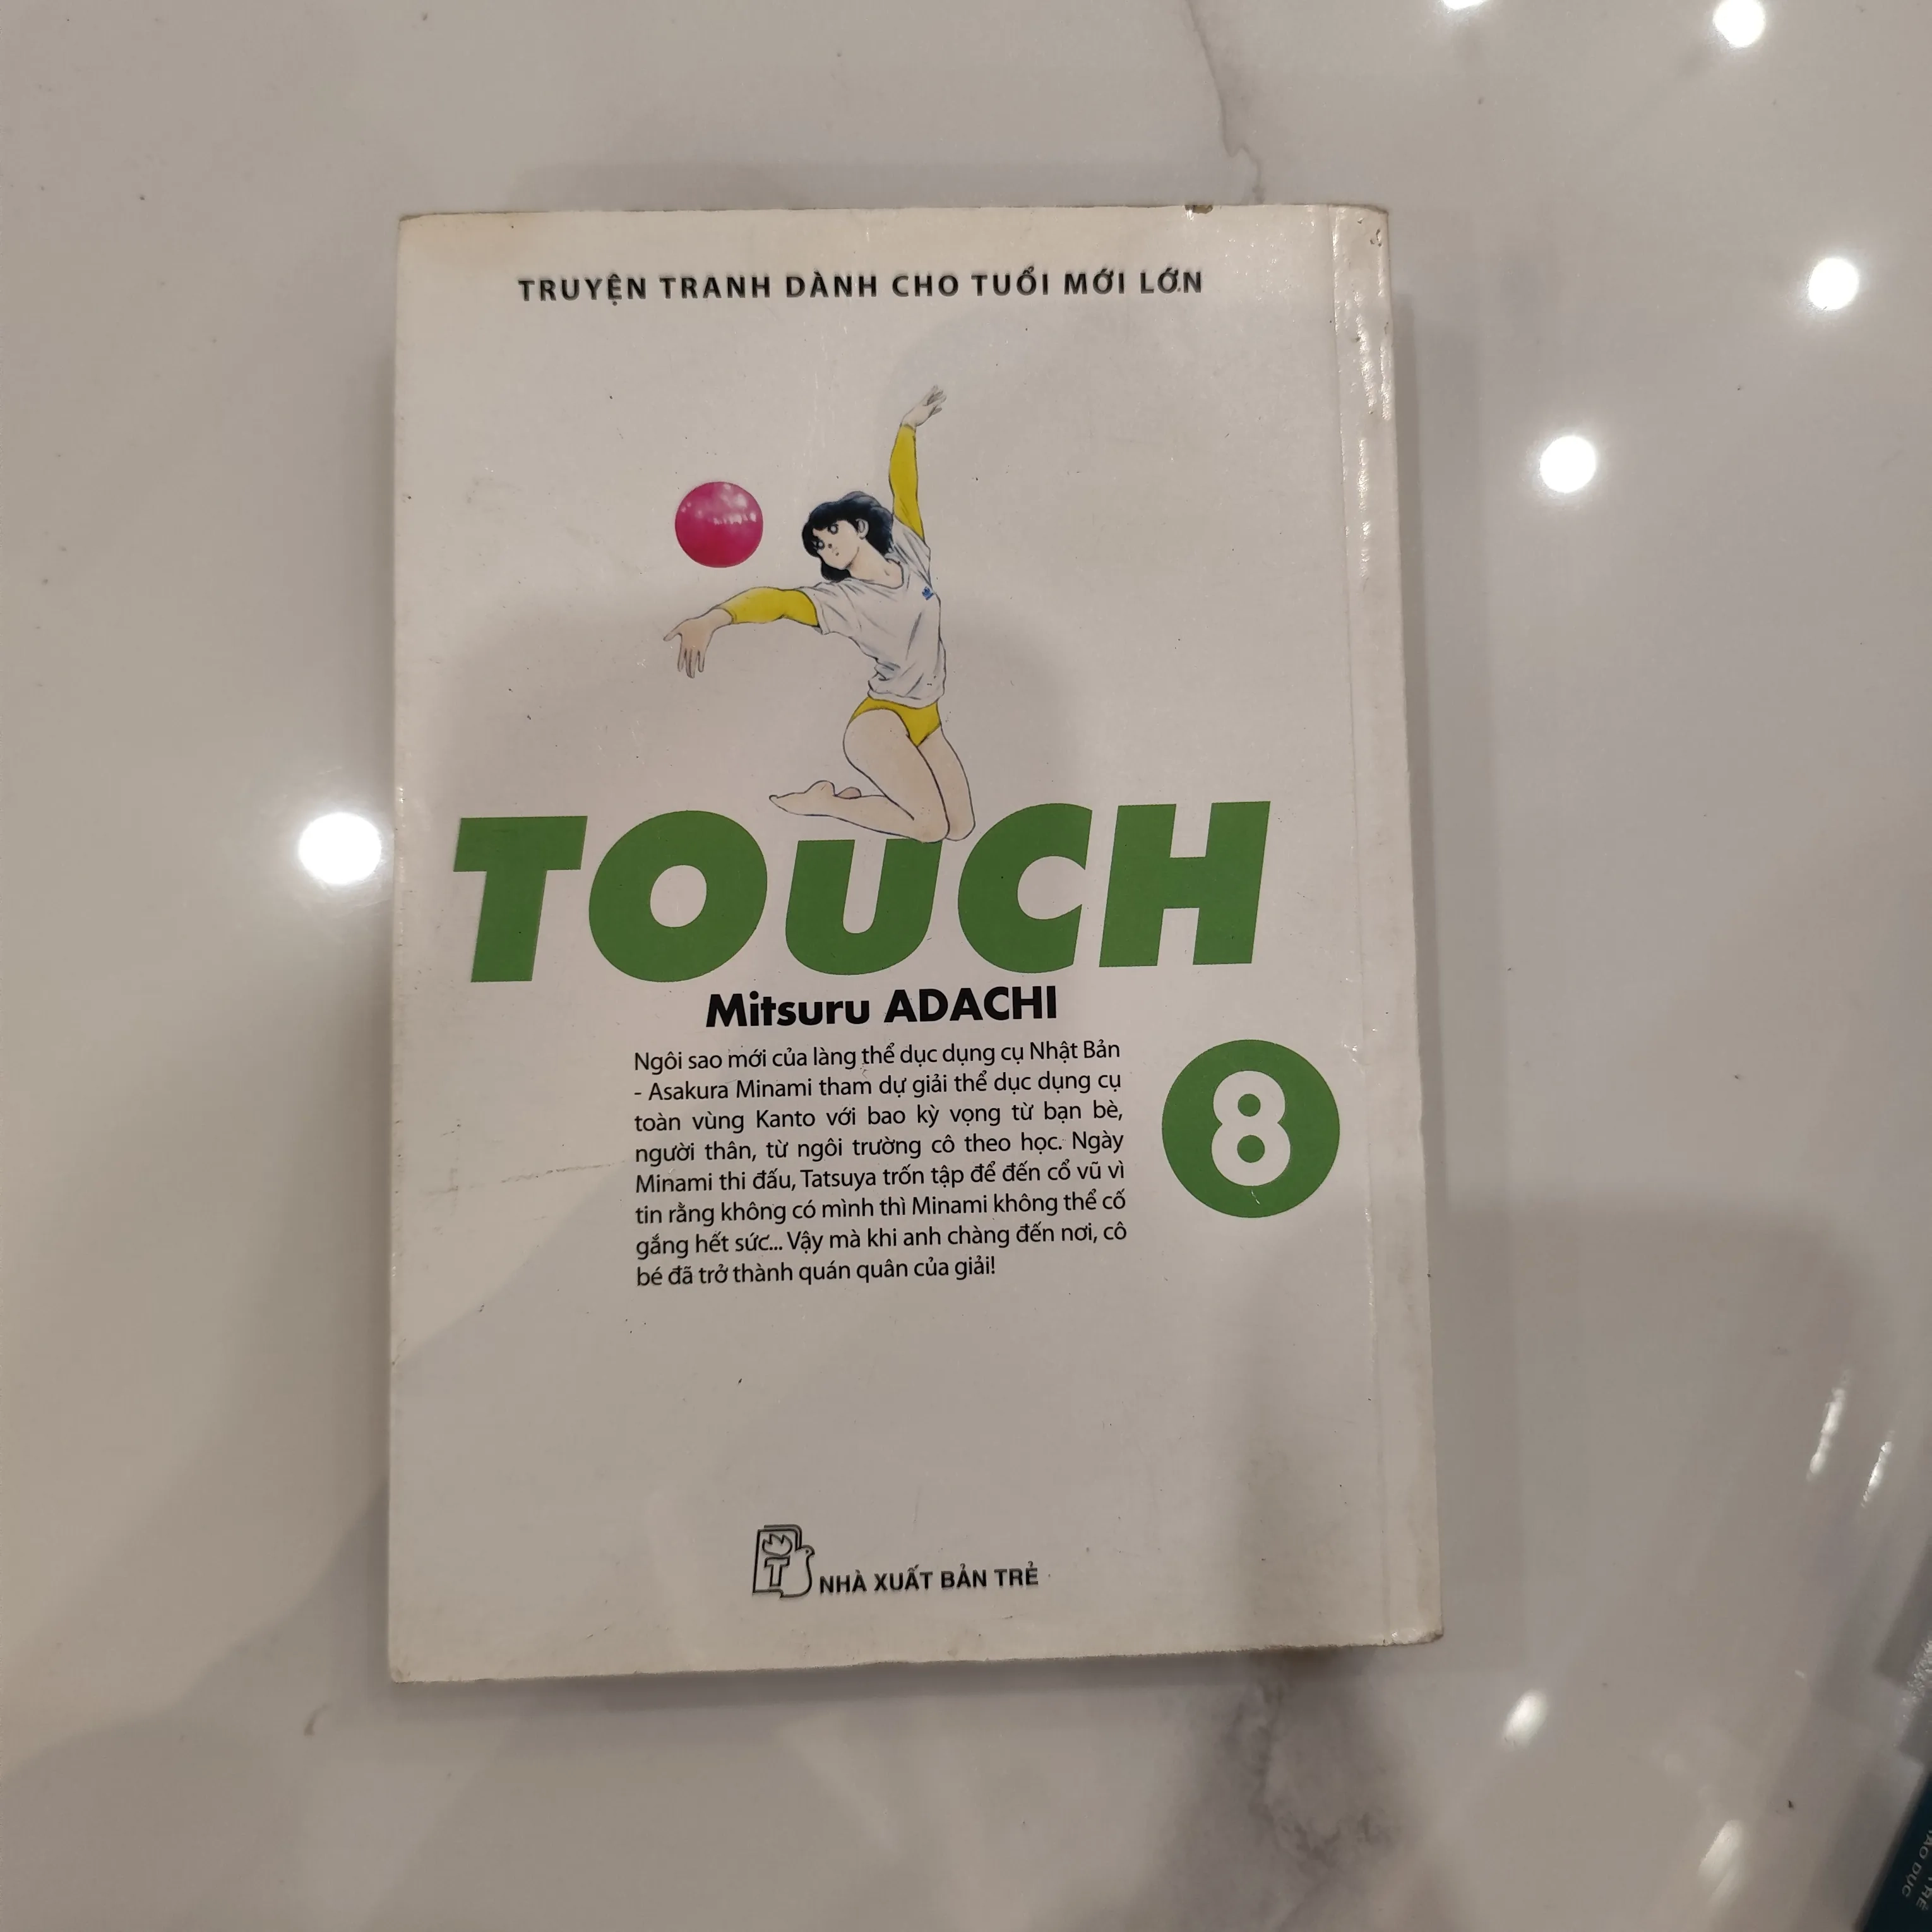 TRUYỆN TRANH DÀNH CHO TUỔI MỚI LỚN
TOUCH
Mitsuru ADACHI
Ngôi sao mới của làng thể dục dụng cụ Nhật Bản
- Asakura Minami tham dự giải thể dục dụng cụ
toàn vùng Kanto với bao kỳ vọng từ bạn bè,
người thân, từ ngôi trường cô theo học. Ngày
Minami thi đấu, Tatsuya trốn tập để đến cổ vũ vì
tin rằng không có mình thì Minami không thể cố
gắng hết sức... Vậy mà khi anh chàng đến nơi, cô
bé đã trở thành quán quân của giải!
8
T
NHÀ XUẤT BẢN TRẺ
DỤC